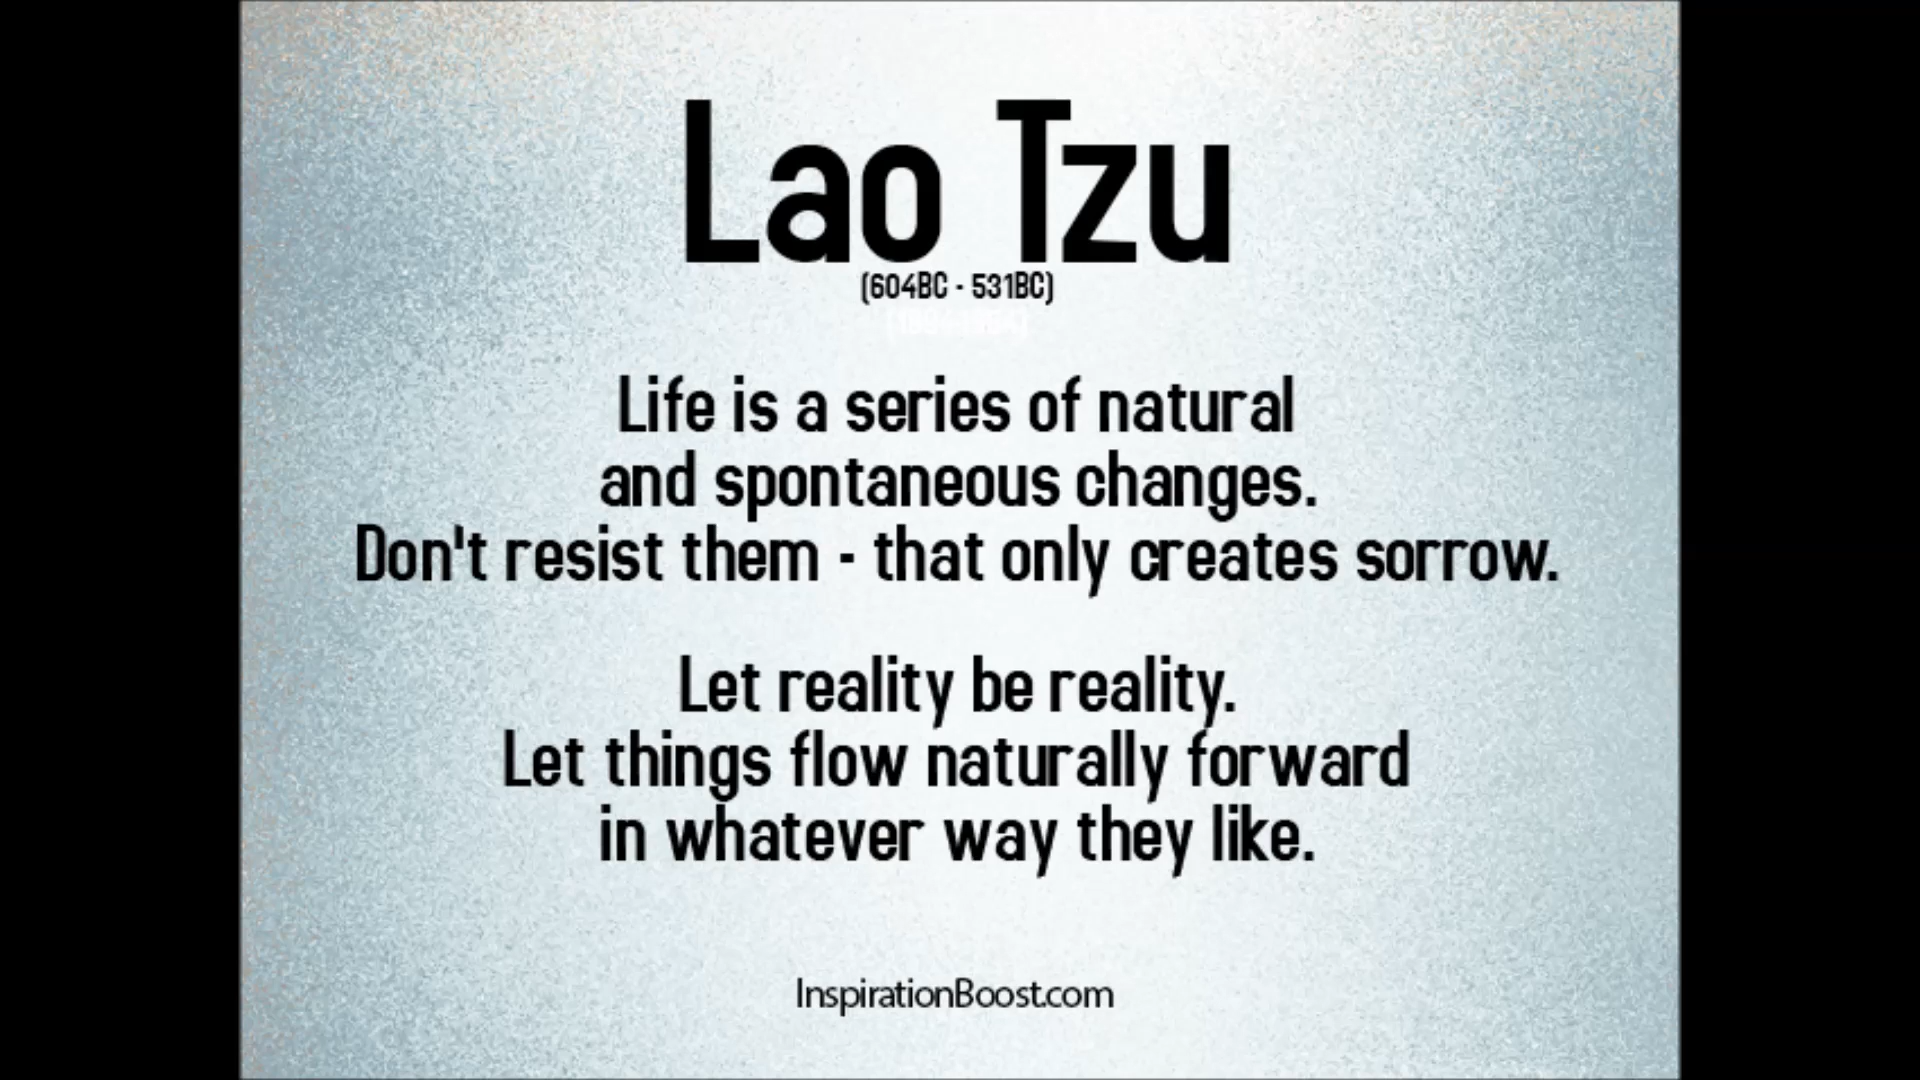 Lao Tzu
(604BC - 531BC)
Life is a series of natural
and spontaneous changes.
Don't resist them - that only creates sorrow.
Let reality be reality.
Let things flow naturally forward
in whatever way they like.
InspirationBoost.com